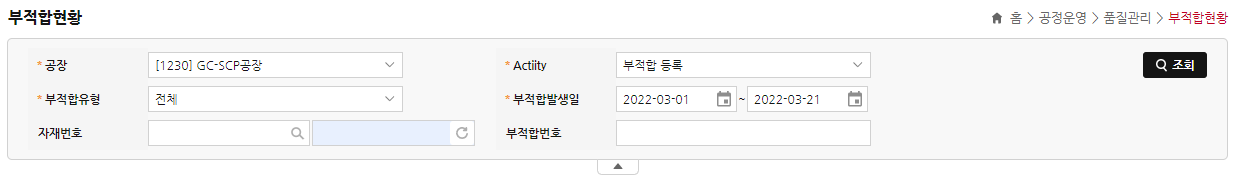 부적합현황
홈 > 공정운영 > 품질관리 > 부적합현황
* 공장 [1230] GC-SCP공장 * Actiity 부적합 등록 조회
* 부적합유형 전체 * 부적합발생일 2022-03-01 ~ 2022-03-21
자재번호 부적합번호